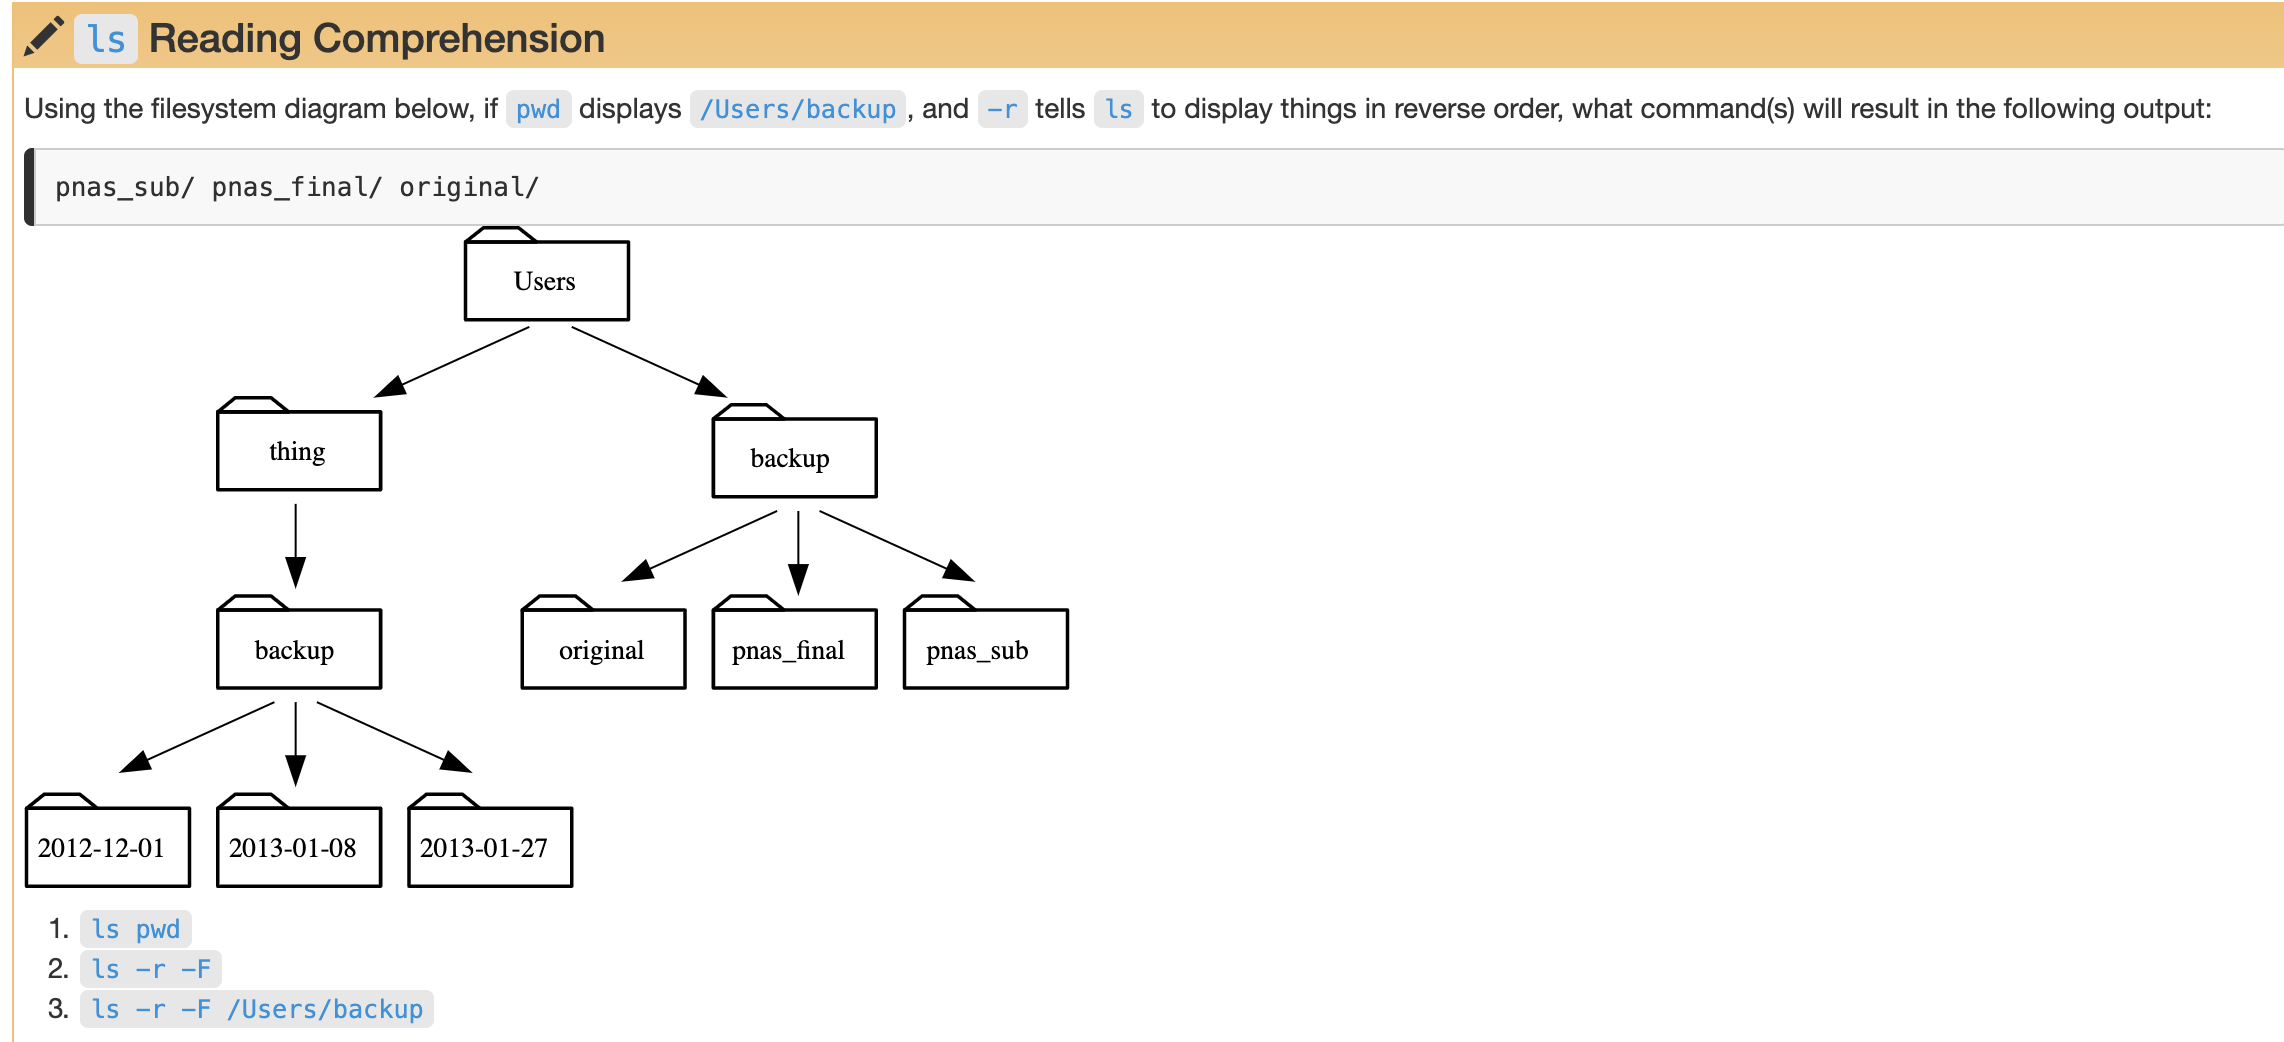 ls Reading Comprehension
Using the filesystem diagram below, if pwd displays /Users/backup, and -r tells ls to display things in reverse order, what command(s) will result in the following output:
pnas_sub/ pnas_final/ original/
Users
thing
backup
backup
original
pnas_final
pnas_sub
2012-12-01
2013-01-08
2013-01-27
1. ls pwd
2. ls -r -F
3. ls -r -F /Users/backup